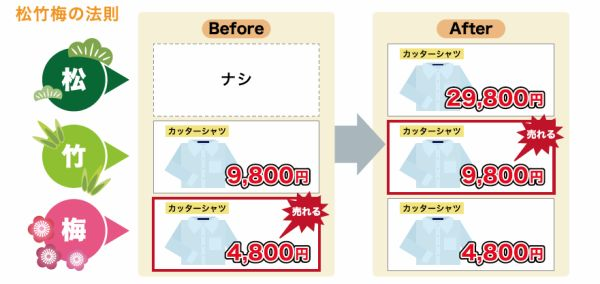 松竹梅の法則
Before
After
松
ナシ
カッターシャツ
29,800円
竹
カッターシャツ
9,800円
カッターシャツ
売れる
9,800円
梅
カッターシャツ
売れる
4,800円
カッターシャツ
4,800円